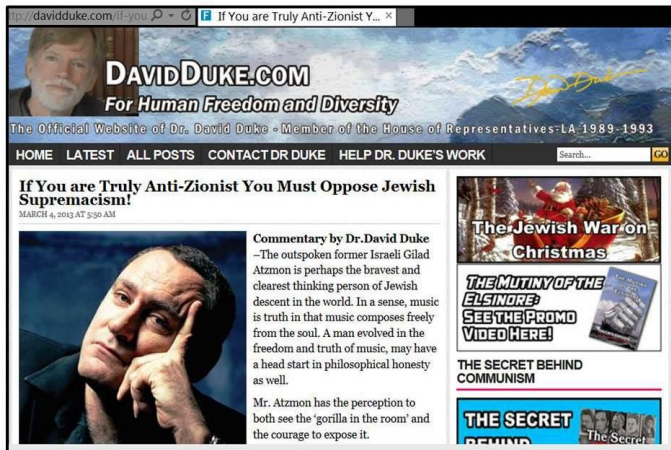 tp://davidduke.com/if-you
If You are Truly Anti-Zionist Y...
DAVIDDUKE.COM
For Human Freedom and Diversity
The Official Website of Dr. David Duke - Member of the House of Representatives-LA 1989-1993
HOME LATEST ALL POSTS CONTACT DR DUKE HELP DR. DUKE'S WORK
Search... GO
If You are Truly Anti-Zionist You Must Oppose Jewish
Supremacism!
MARCH 4, 2013 AT 5:50 AM
Commentary by Dr.David Duke
–The outspoken former Israeli Gilad
Atzmon is perhaps the bravest and
clearest thinking person of Jewish
descent in the world. In a sense, music
is truth in that music composes freely
from the soul. A man evolved in the
freedom and truth of music, may have
a head start in philosophical honesty
as well.
Mr. Atzmon has the perception to
both see the 'gorilla in the room' and
the courage to expose it.
The Jewish War on
Christmas
THE MUTINY OF THE
ELSINORE:
SEE THE PROMO
VIDEO HERE!
THE SECRET BEHIND
COMMUNISM
THE SECRET
BEHIND
The Secret